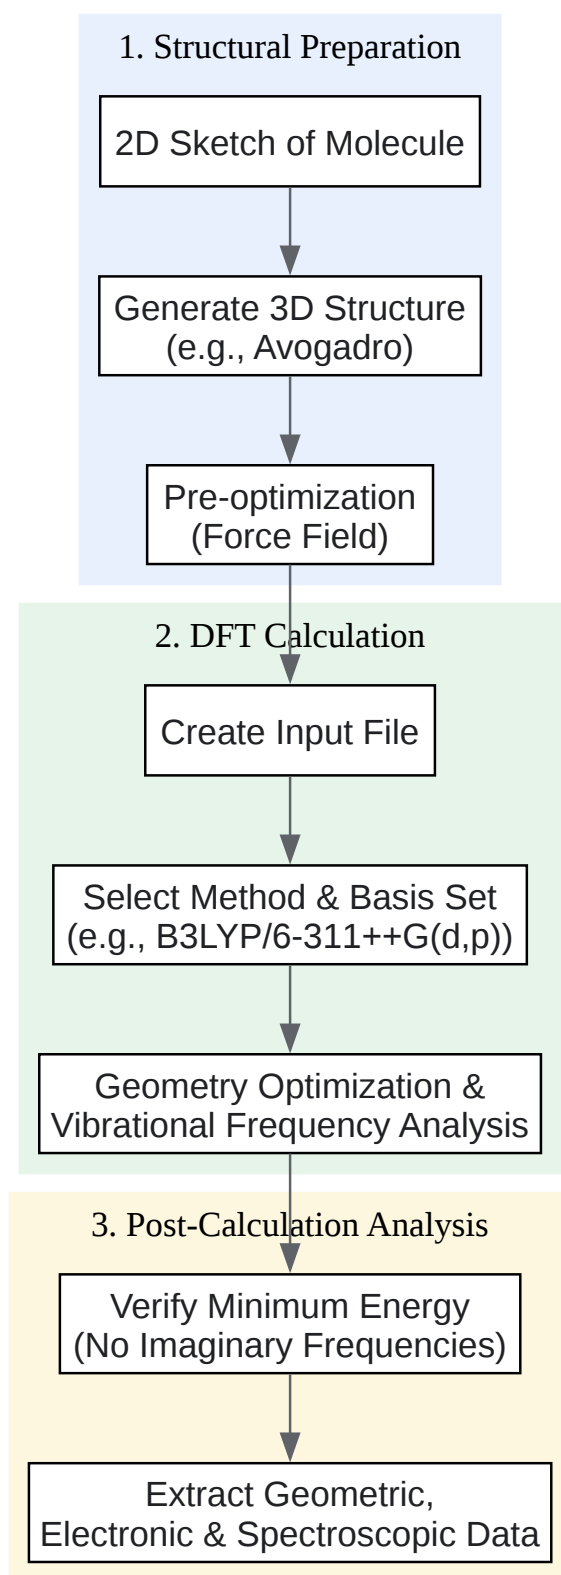 1. Structural Preparation
2D Sketch of Molecule
Generate 3D Structure
(e.g., Avogadro)
Pre-optimization
(Force Field)
2. DFT Calculation
Create Input File
Select Method & Basis Set
(e.g., B3LYP/6-311++G(d,p))
Geometry Optimization &
Vibrational Frequency Analysis
3. Post-Calculation Analysis
Verify Minimum Energy
(No Imaginary Frequencies)
Extract Geometric,
Electronic & Spectroscopic Data